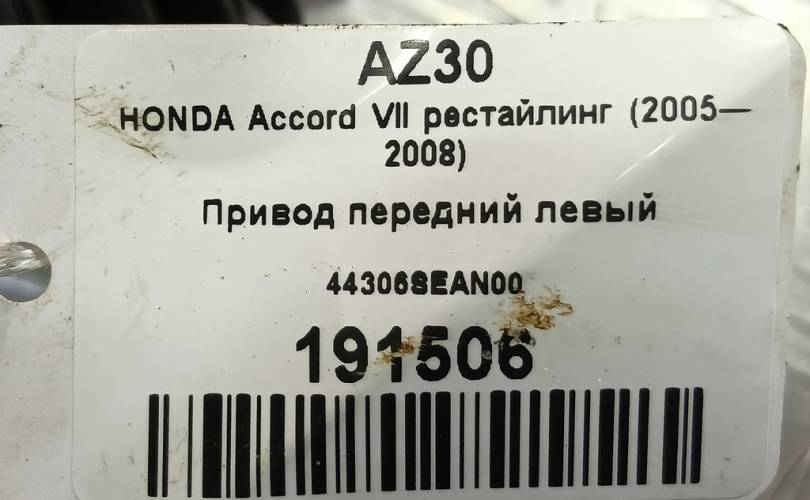 AZ30
HONDA Accord VII рестайлинг (2005—
2008)
Привод передний левый
44306SEAN00
191506